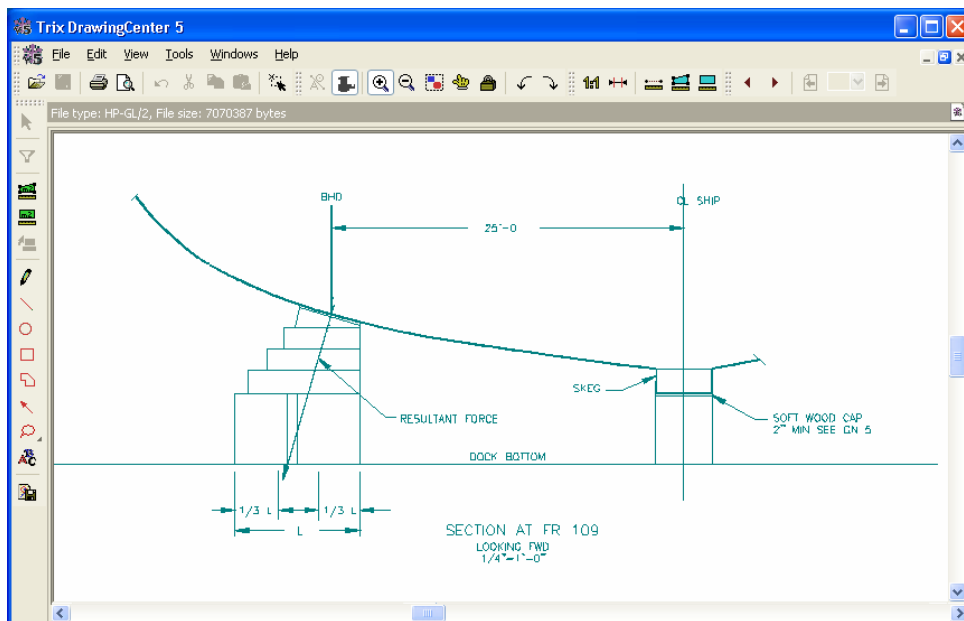 Trix DrawingCenter 5
File Edit View Tools Windows Help
1:1
File type: HP-GL/2, File size: 7070387 bytes
BHD
CL SHIP
25'-0
SKEG
RESULTANT FORCE
SOFT WOOD CAP
2" MIN SEE GN 5
DOCK BOTTOM
1/3 L
1/3 L
L
SECTION AT FR 109
LOOKING FWD
1/4"-1'-0"